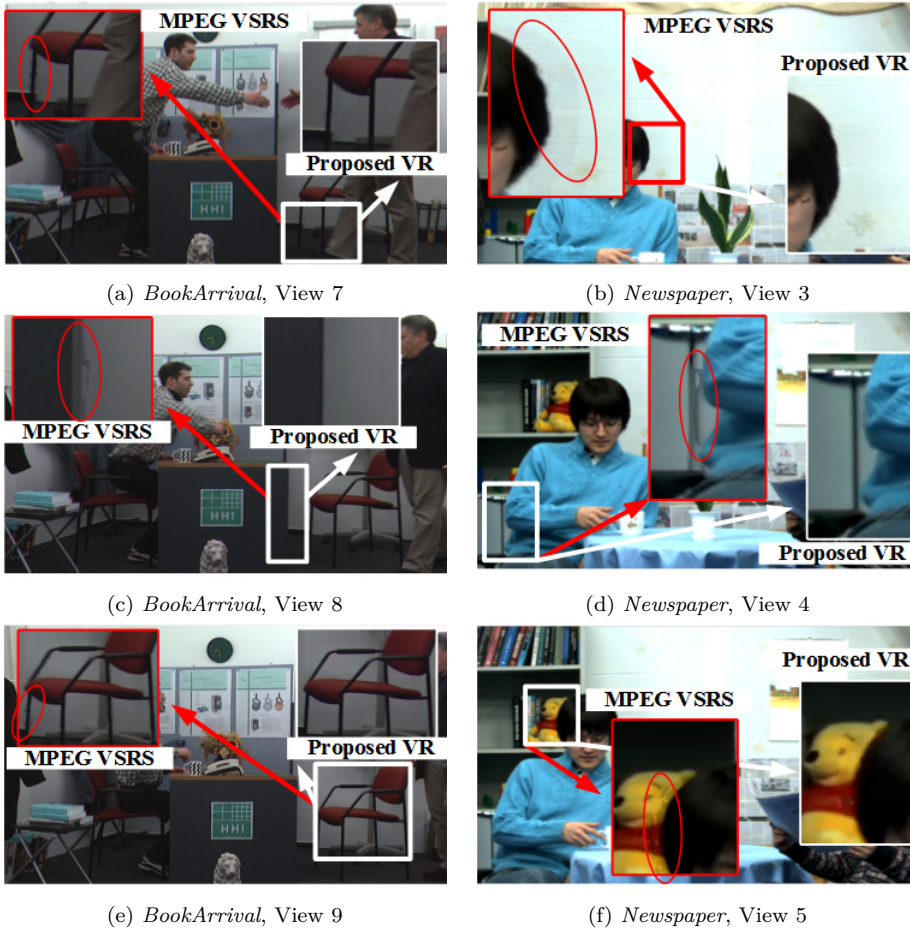 MPEG VSRS
Proposed VR
HHI
(a) BookArrival, View 7
MPEG VSRS
Proposed VR
(b) Newspaper, View 3
MPEG VSRS
Proposed VR
HHI
(c) BookArrival, View 8
MPEG VSRS
Proposed VR
(d) Newspaper, View 4
MPEG VSRS
Proposed VR
HHI
(e) BookArrival, View 9
Proposed VR
MPEG VSRS
(f) Newspaper, View 5